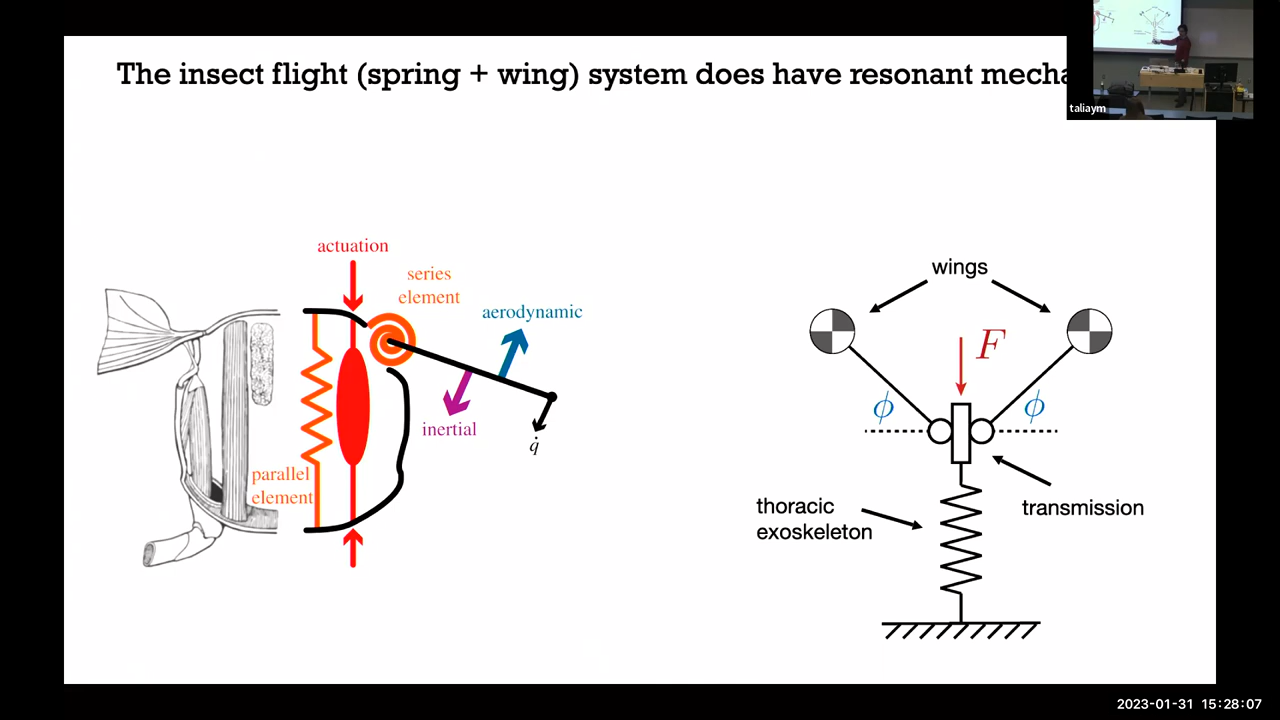 The insect flight (spring + wing) system does have resonant mecha
taliaym
actuation
series
element
aerodynamic
inertial
q̇
parallel
element
wings
F
ϕ
ϕ
thoracic
exoskeleton
transmission
2023-01-31 15:28:07